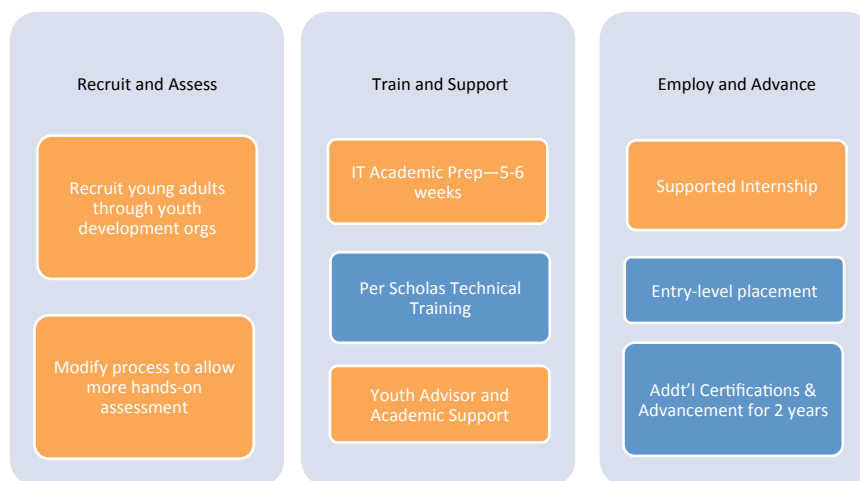 Recruit and Assess
Recruit young adults
through youth
development orgs
Modify process to allow
more hands-on
assessment
Train and Support
IT Academic Prep—5-6
weeks
Per Scholas Technical
Training
Youth Advisor and
Academic Support
Employ and Advance
Supported Internship
Entry-level placement
Addt'l Certifications &
Advancement for 2 years